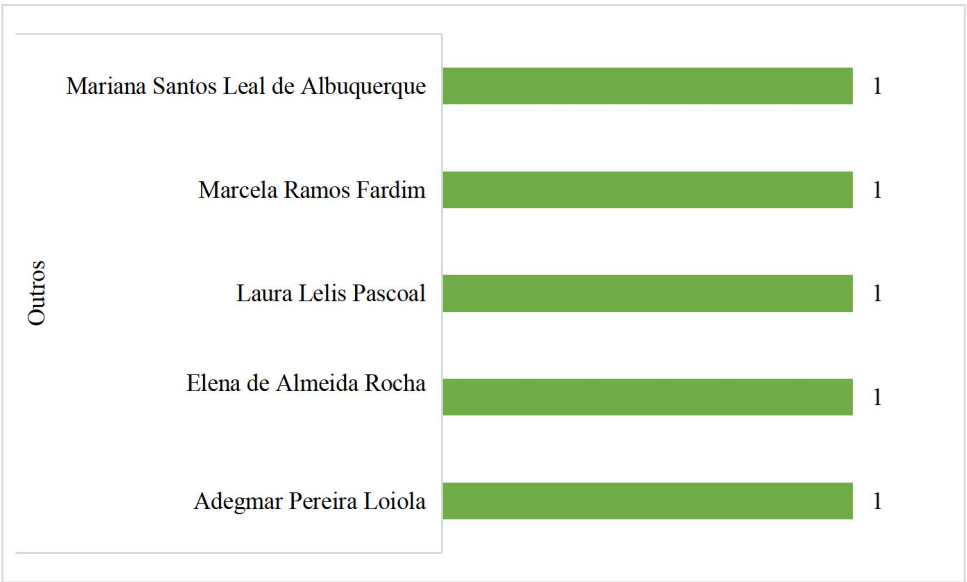 Outros
Mariana Santos Leal de Albuquerque 1
Marcela Ramos Fardim 1
Laura Lelis Pascoal 1
Elena de Almeida Rocha 1
Adegmar Pereira Loiola 1